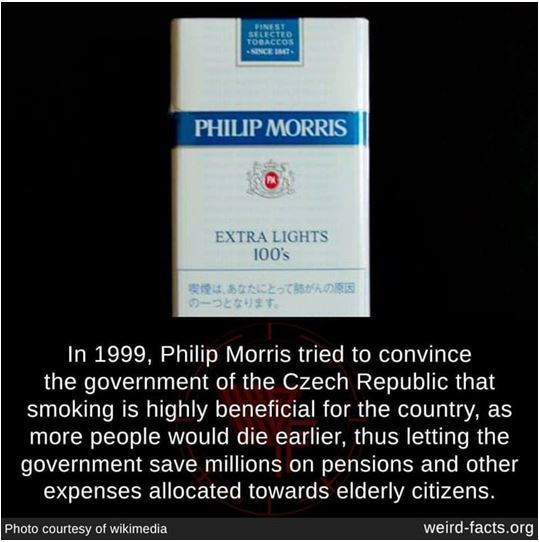 FINEST
SELECTED
TOBACCOS
• SINCE 1847 •
PHILIP MORRIS
PM
EXTRA LIGHTS
100's
喫煙は、あなたにとって肺がんの原因
の一つとなります。
In 1999, Philip Morris tried to convince
the government of the Czech Republic that
smoking is highly beneficial for the country, as
more people would die earlier, thus letting the
government save millions on pensions and other
expenses allocated towards elderly citizens.
Photo courtesy of wikimedia
weird-facts.org